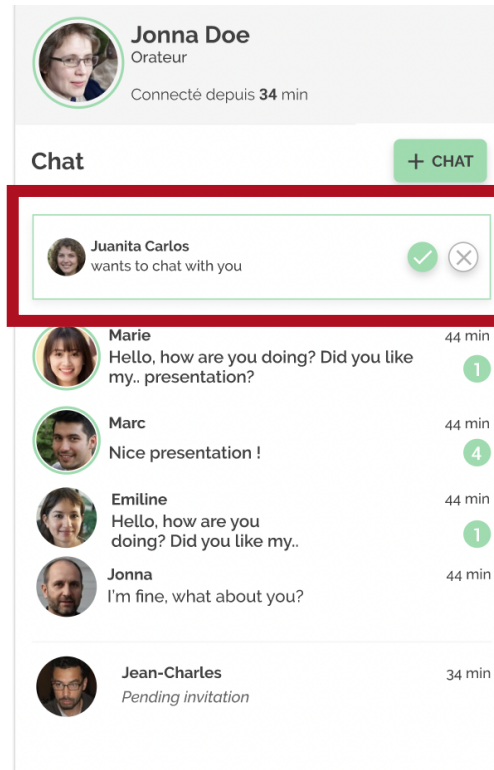 Jonna Doe
Orateur
Connecté depuis 34 min
Chat
+ CHAT
Juanita Carlos
wants to chat with you
Marie
44 min
Hello, how are you doing? Did you like
my.. presentation?
1
Marc
44 min
Nice presentation !
4
Emiline
44 min
Hello, how are you
doing? Did you like my..
1
Jonna
44 min
I'm fine, what about you?
Jean-Charles
34 min
Pending invitation